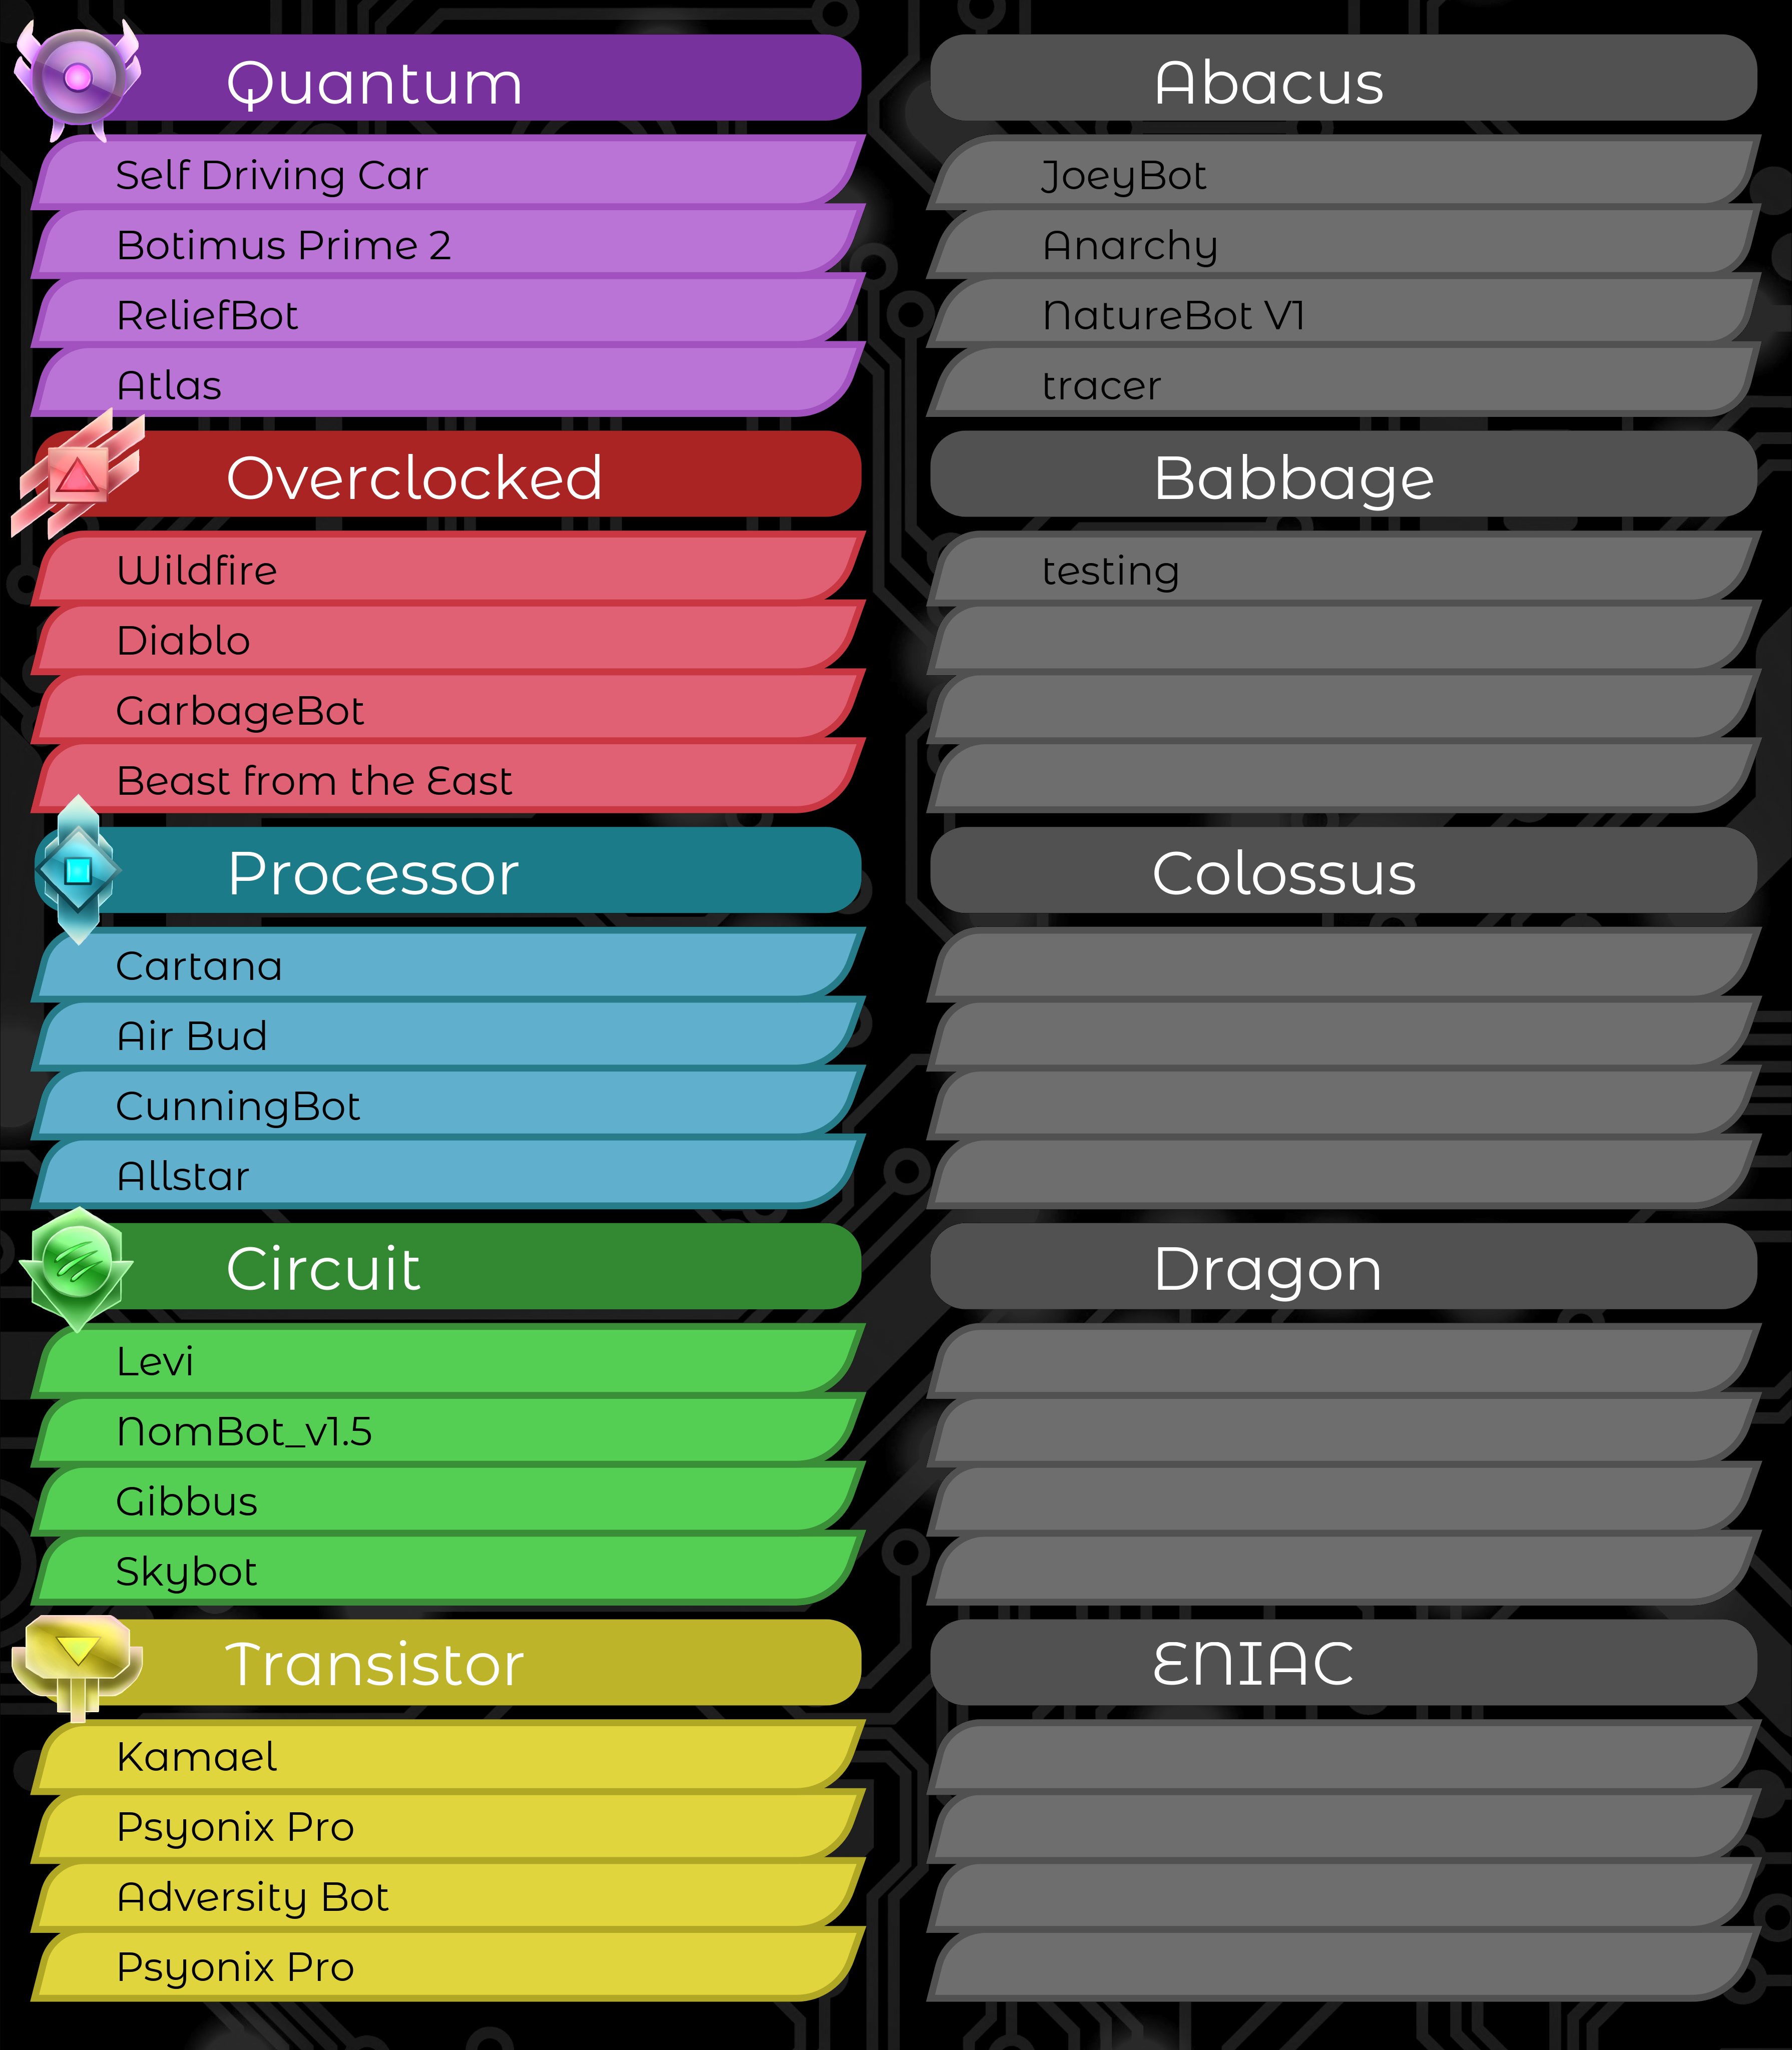 Quantum
Self Driving Car
Botimus Prime 2
ReliefBot
Atlas
Overclocked
Wildfire
Diablo
GarbageBot
Beast from the East
Processor
Cartana
Air Bud
CunningBot
Allstar
Circuit
Levi
NomBot_v1.5
Gibbus
Skybot
Transistor
Kamael
Psyonix Pro
Adversity Bot
Psyonix Pro
Abacus
JoeyBot
Anarchy
NatureBot V1
tracer
Babbage
testing
Colossus
Dragon
ENIAC